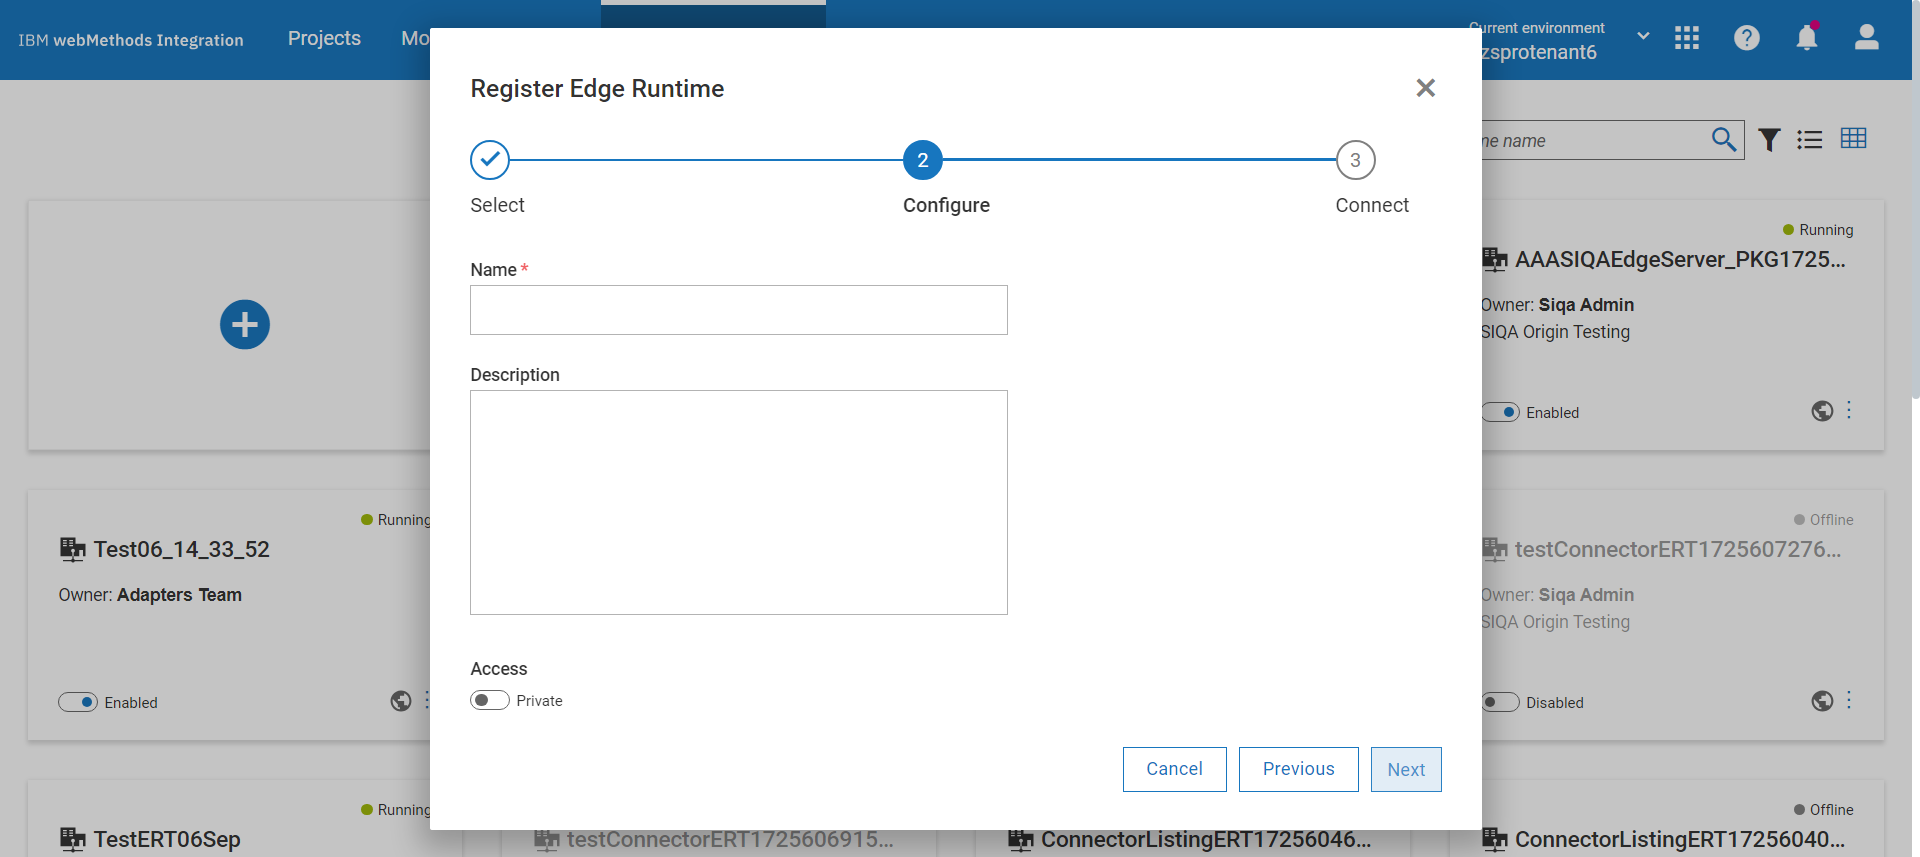 IBM webMethods Integration
Projects
Mo
Current environment
zsprotenant6
Register Edge Runtime
2
3
Select
Configure
Connect
me name
Name *
Description
Access
Private
Cancel
Previous
Next
Running
AAASIQAEdgeServer_PKG1725...
Owner: Siqa Admin
SIQA Origin Testing
Enabled
Running
Test06_14_33_52
Owner: Adapters Team
Enabled
Offline
testConnectorERT1725607276...
Owner: Siqa Admin
SIQA Origin Testing
Disabled
Running
TestERT06Sep
testConnectorERT1725606915...
ConnectorListingERT17256046...
Offline
ConnectorListingERT17256040...